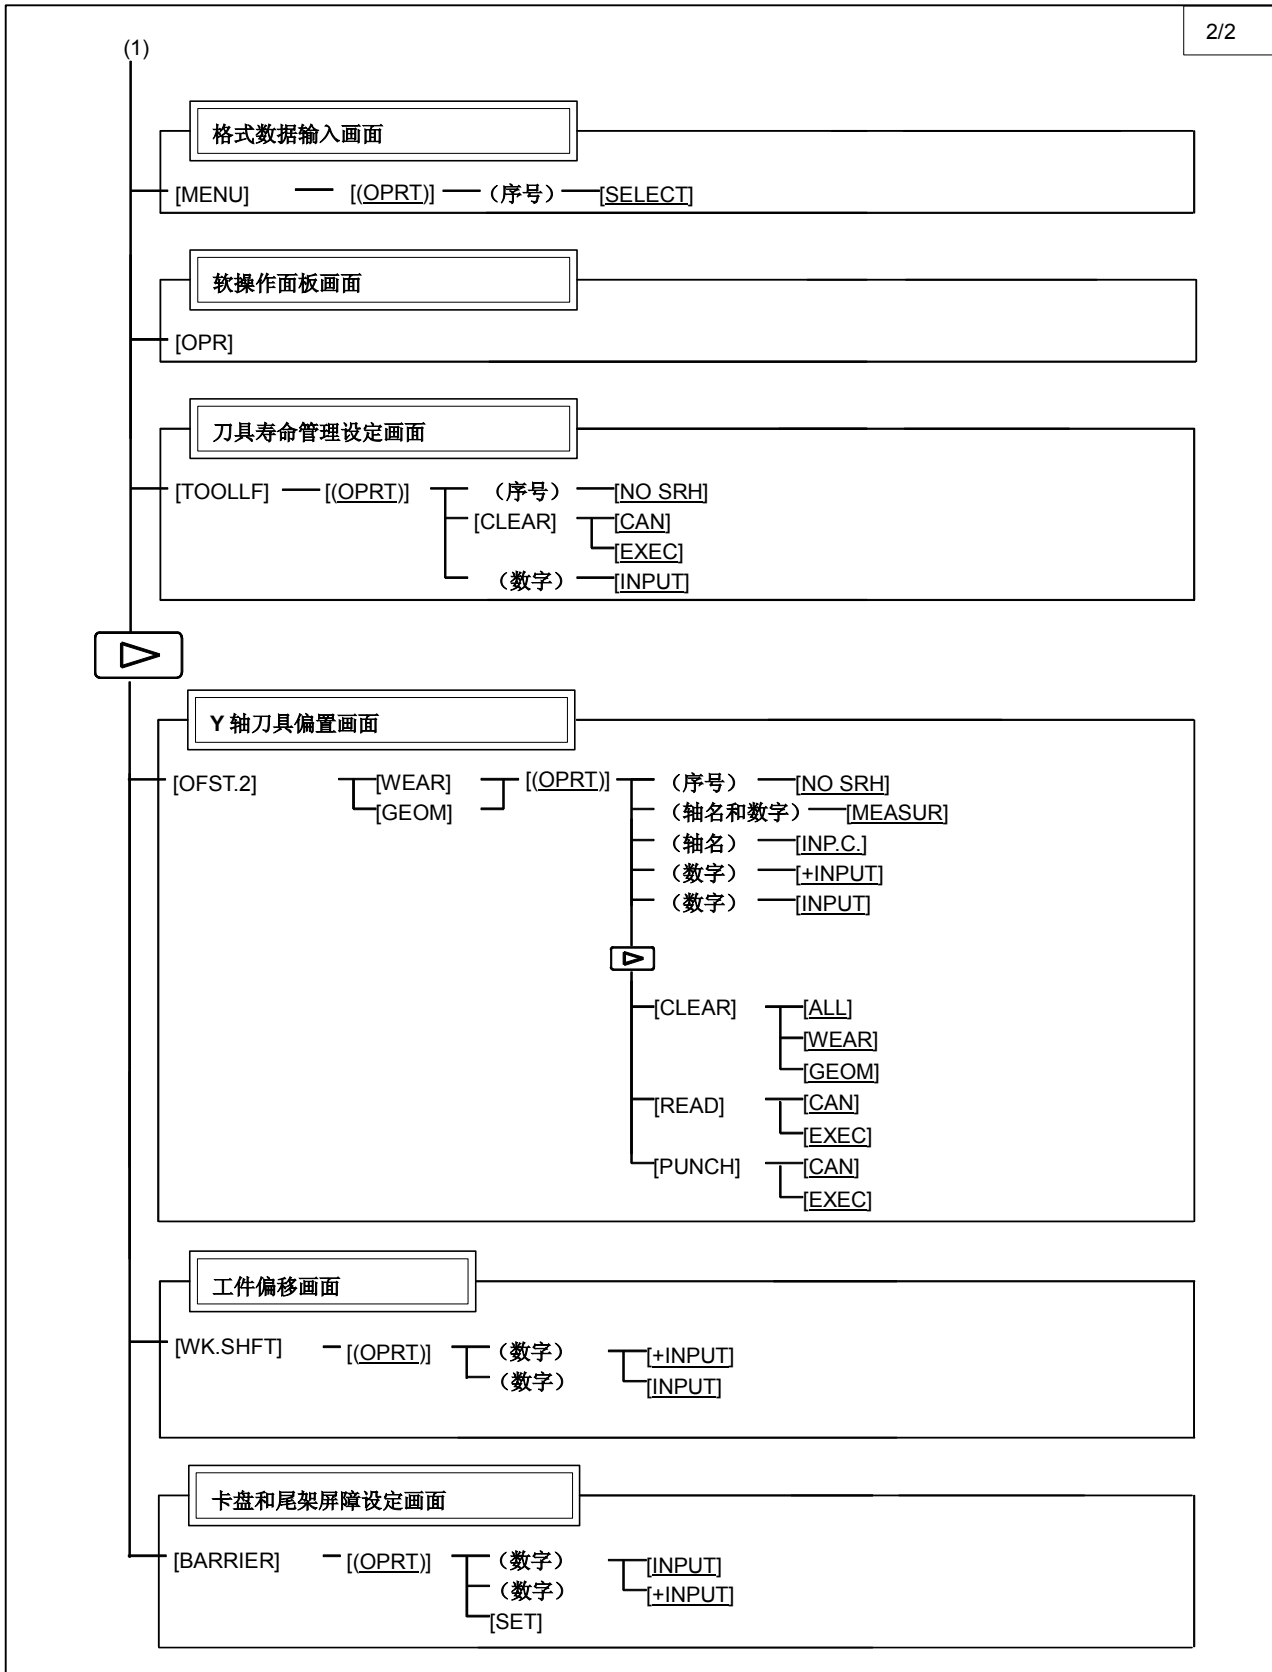 2/2
(1)
格式数据输入画面
[MENU] [(OPRT)] （序号） [SELECT]
软操作面板画面
[OPR]
刀具寿命管理设定画面
[TOOLLF] [(OPRT)] （序号） [NO SRH]
[CLEAR] [CAN]
[EXEC]
（数字） [INPUT]
Y 轴刀具偏置画面
[OFST.2] [WEAR] [(OPRT)] （序号） [NO SRH]
[GEOM] （轴名和数字） [MEASUR]
（轴名） [INP.C.]
（数字） [+INPUT]
（数字） [INPUT]
[CLEAR] [ALL]
[WEAR]
[GEOM]
[READ] [CAN]
[EXEC]
[PUNCH] [CAN]
[EXEC]
工件偏移画面
[WK.SHFT] [(OPRT)] （数字） [+INPUT]
（数字） [INPUT]
卡盘和尾架屏障设定画面
[BARRIER] [(OPRT)] （数字） [INPUT]
（数字） [+INPUT]
[SET]